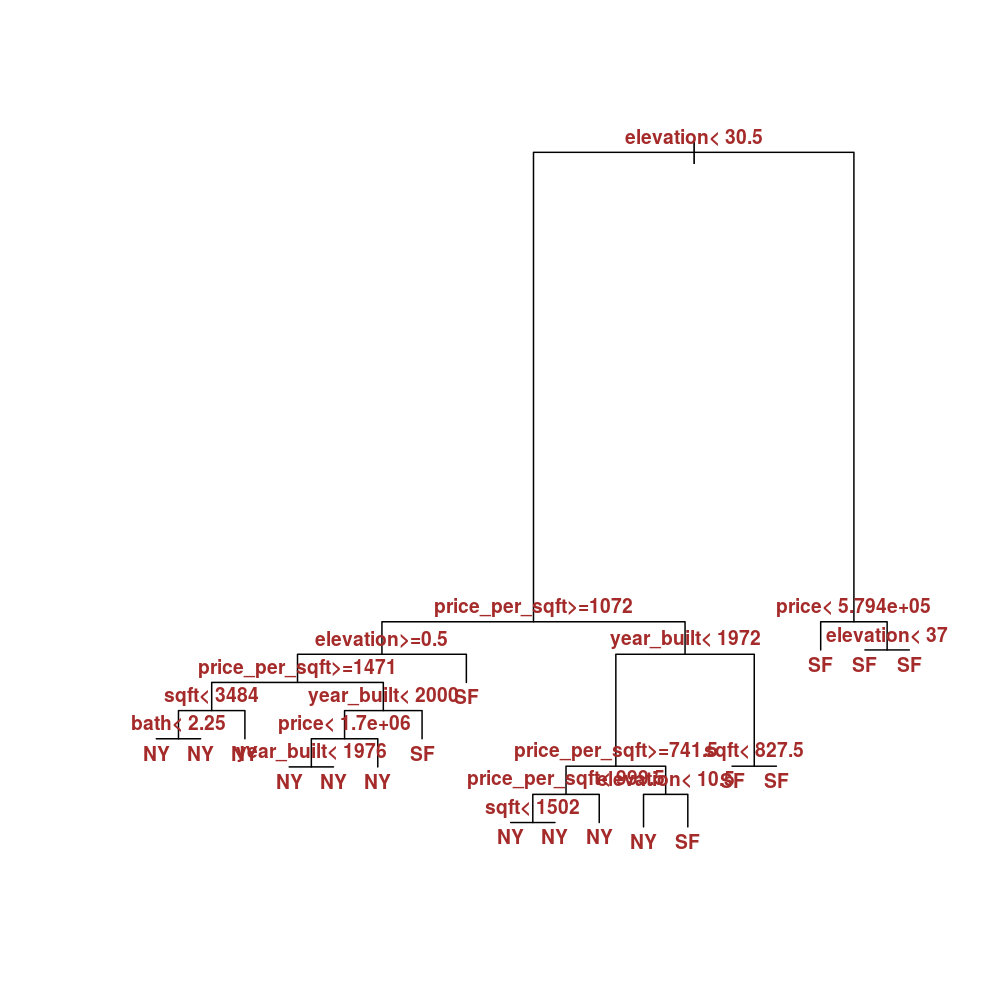 elevation< 30.5
price_per_sqft>=1072
price< 5.794e+05
elevation>=0.5
year_built< 1972
elevation< 37
price_per_sqft>=1471
SF SF SF
sqft< 3484
year_built< 2000
SF
bath< 2.25
price< 1.7e+06
NY NY NY
year_built< 1976
SF
price_per_sqft>=741.5
sqft< 827.5
NY NY NY
price_per_sqft<
elevation< 10.5
SF SF
sqft< 1502
NY NY NY
NY SF